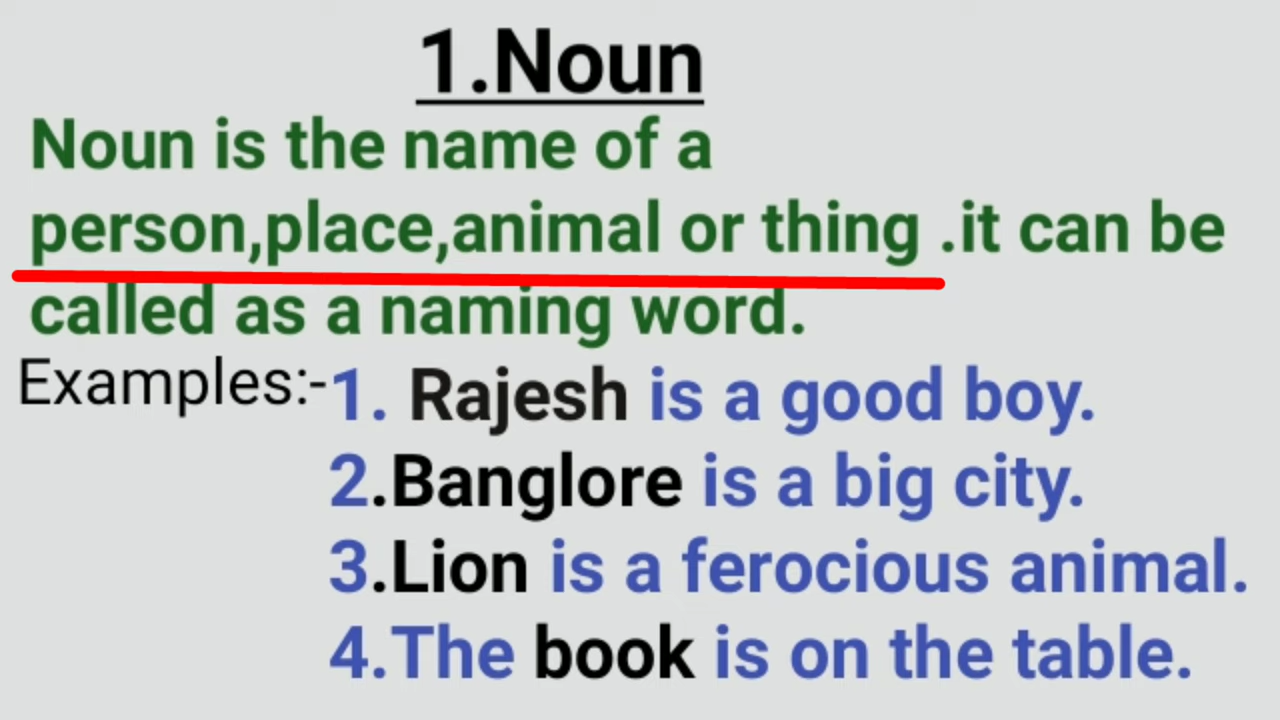 1.Noun
Noun is the name of a
person,place,animal or thing .it can be
called as a naming word.
Examples:-1. Rajesh is a good boy.
2.Banglore is a big city.
3.Lion is a ferocious animal.
4.The book is on the table.